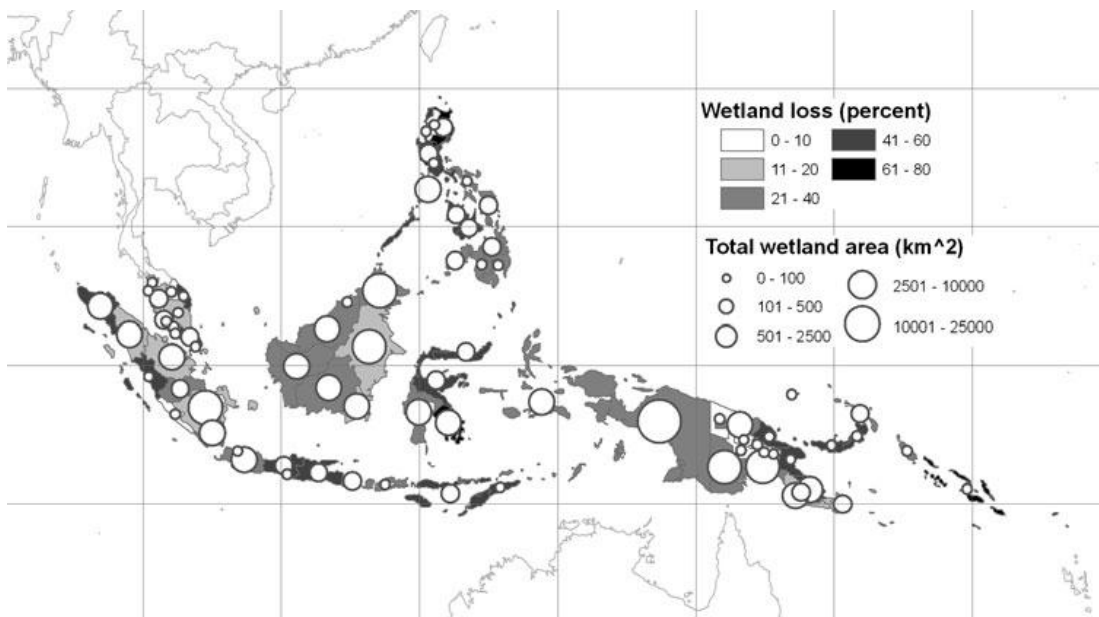 Wetland loss (percent)
0 - 10
41 - 60
11 - 20
61 - 80
21 - 40
Total wetland area (km^2)
0 - 100
2501 - 10000
101 - 500
10001 - 25000
501 - 2500